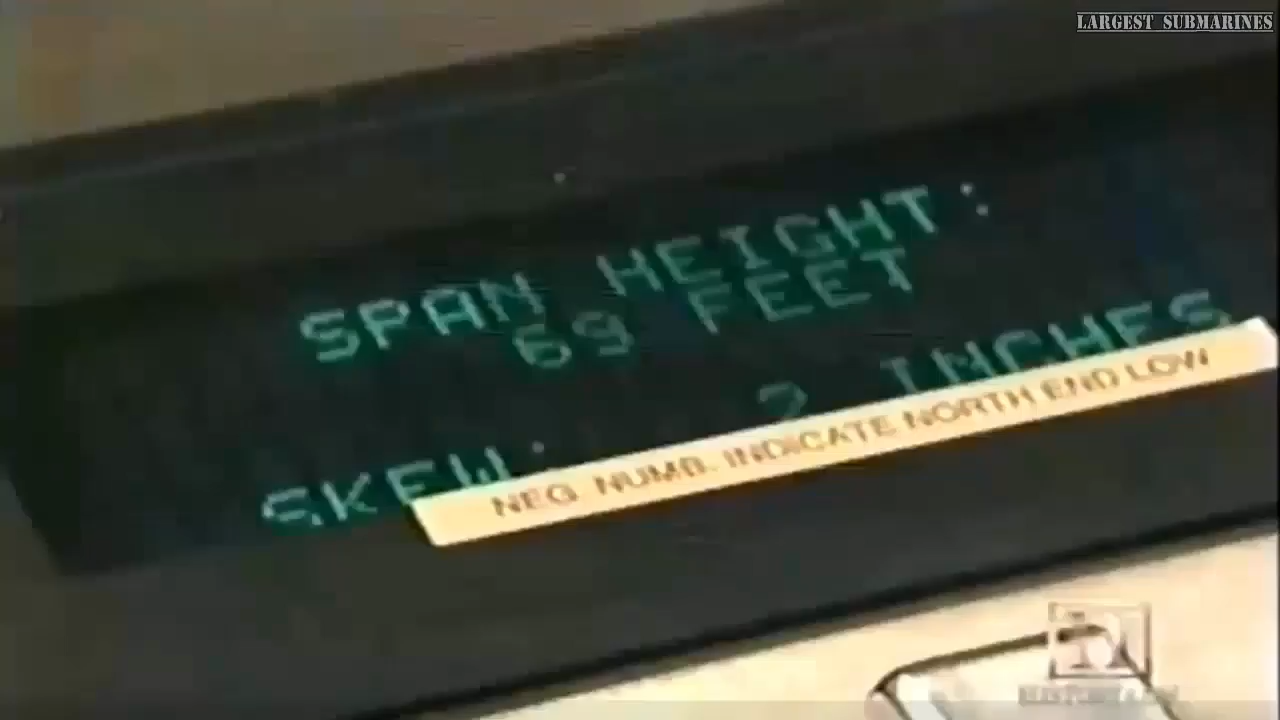 LARGEST SUBMARINES
SPAN HEIGHT:
69 FEET
INCHES
SKEW:
NEG NUMB. INDICATE NORTH END LOW